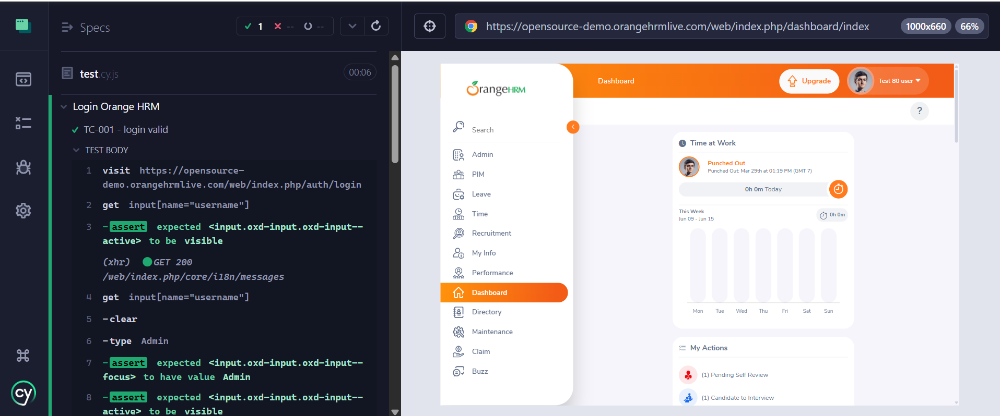 Specs
1 -- --
https://opensource-demo.orangehrmlive.com/web/index.php/dashboard/index
1000x660
66%
test.cy.js
00:06
Login Orange HRM
TC-001 - login valid
TEST BODY
1 visit https://opensource-
demo.orangehrmlive.com/web/index.php/auth/login
2 get input[name="username"]
3 -assert expected <input.oxd-input.oxd-input--
active> to be visible
(xhr) GET 200
/web/index.php/core/i18n/messages
4 get input[name="username"]
5 -clear
6 -type Admin
7 -assert expected <input.oxd-input.oxd-input--
focus> to have value Admin
8 -assert expected <input.oxd-input.oxd-input--
active> to be visible
cy
OrangeHRM
Search
Admin
PIM
Leave
Time
Recruitment
My Info
Performance
Dashboard
Directory
Maintenance
Claim
Buzz
Dashboard
Upgrade
Test 80 user
?
Time at Work
Punched Out
Punched Out: Mar 29th at 01:19 PM (GMT 7)
0h 0m Today
This Week
Jun 09 - Jun 15
0h 0m
Mon Tue Wed Thu Fri Sat Sun
My Actions
(1) Pending Self Review
(1) Candidate to Interview